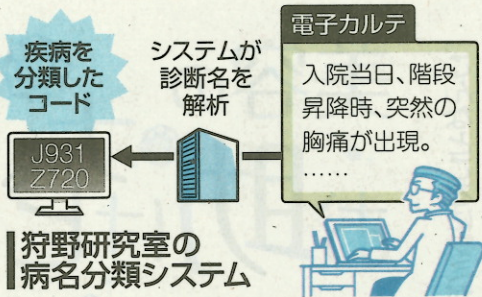 電子カルテ
入院当日、階段
昇降時、突然の
胸痛が出現。
……
システムが
診断名を
解析
疾病を
分類した
コード
J931
Z720
狩野研究室の
病名分類システム